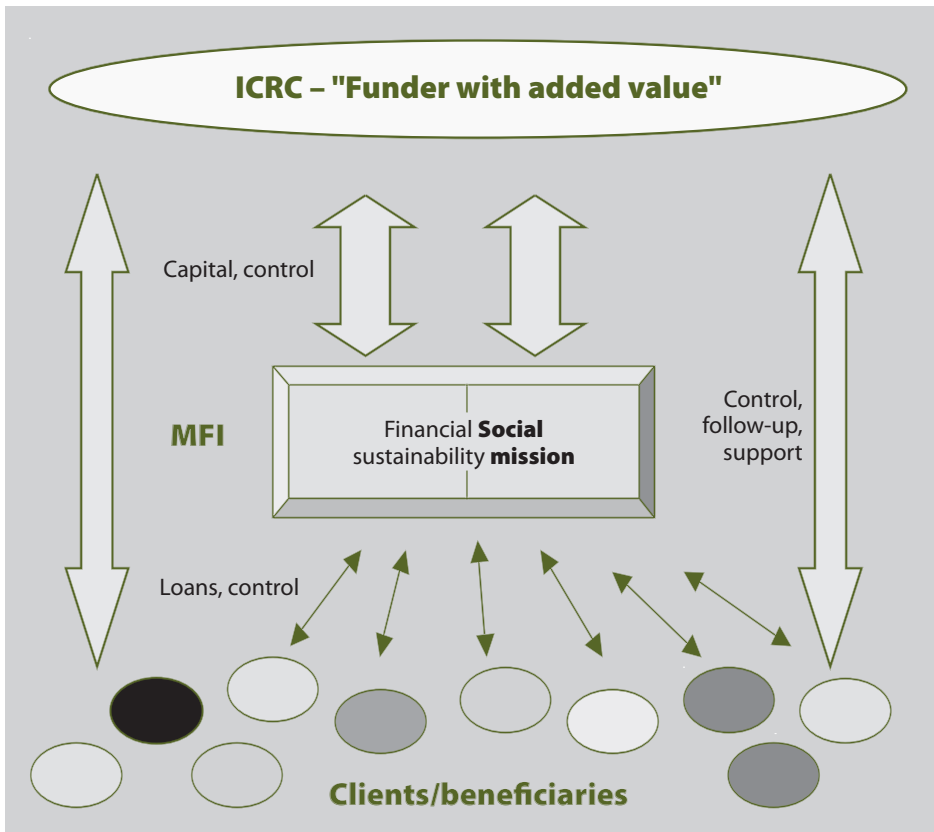 ICRC – "Funder with added value"
Capital, control
MFI
Financial Social
sustainability mission
Control,
follow-up,
support
Loans, control
Clients/beneficiaries